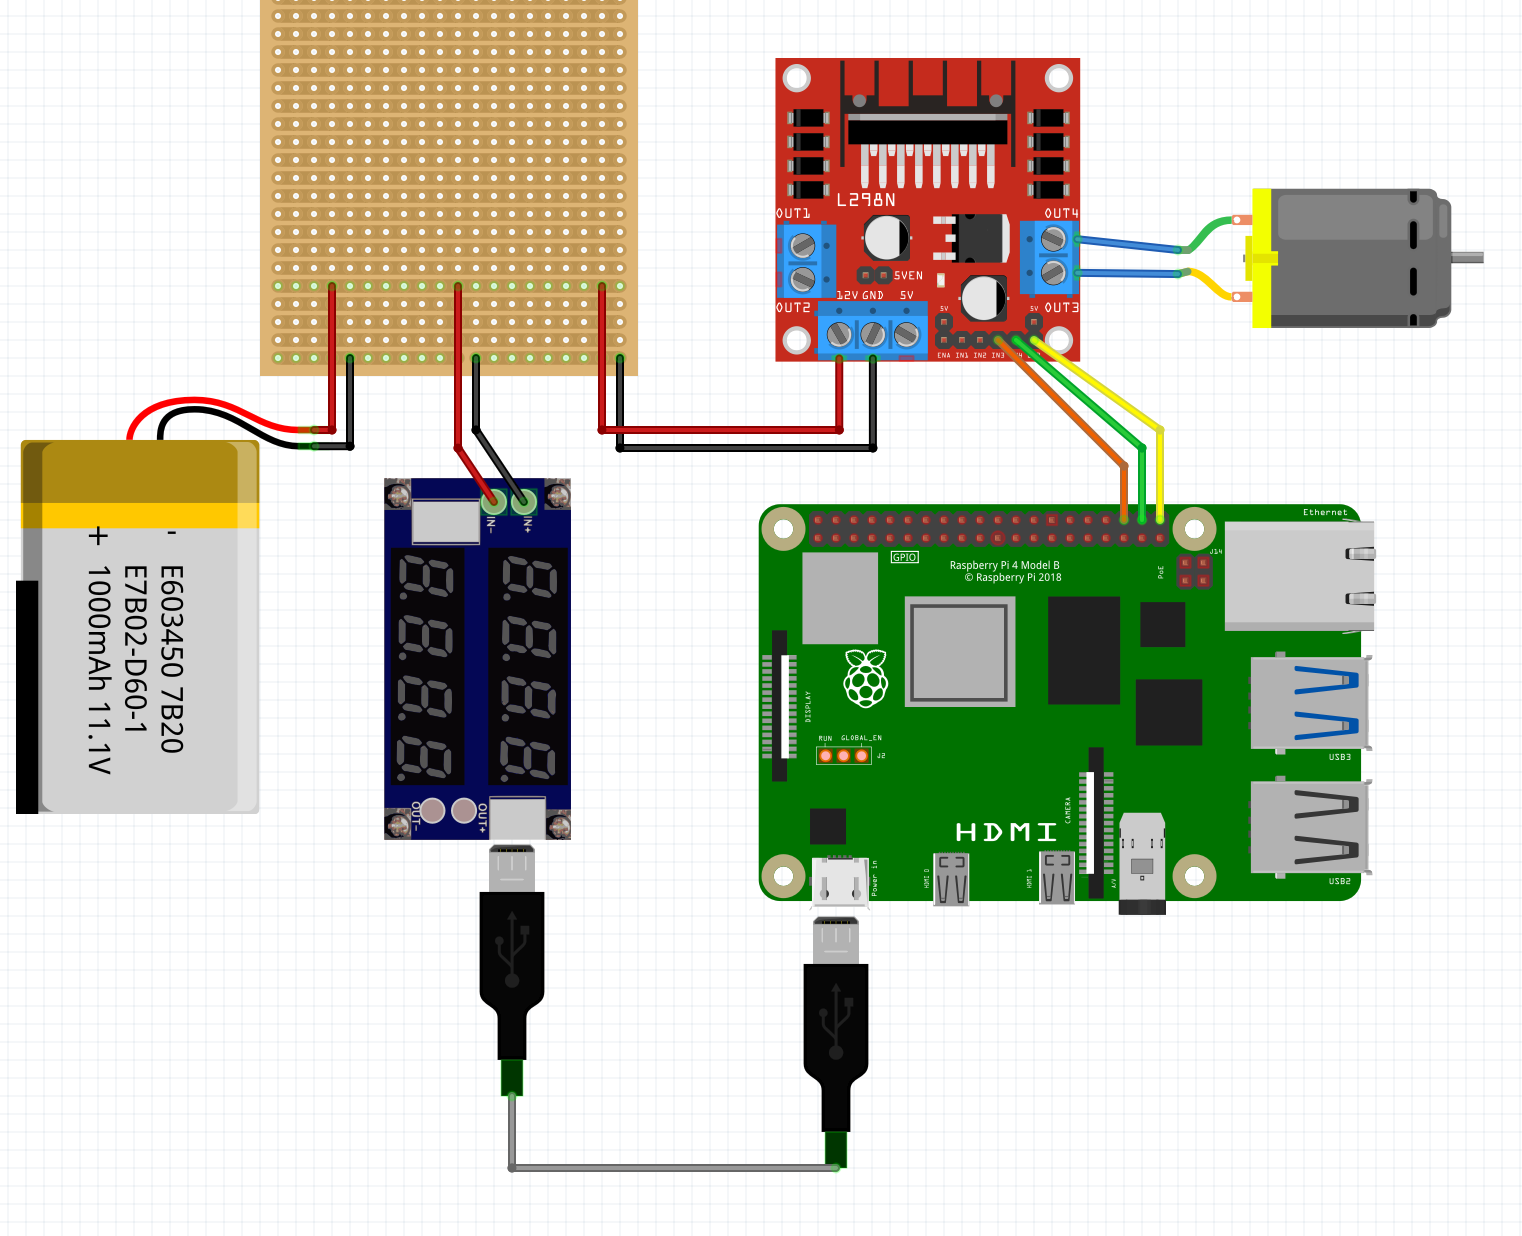 L298N
OUT1
OUT4
5VEN
12V GND 5V
OUT2
OUT3
5V
5V
ENA IN1 IN2 IN3
- +
E603450 7B20
E7B02-D60-1
1000mAh 11.1V
IN-
IN+
OUT-
OUT+
Ethernet
GPIO
J14
PoE
Raspberry Pi 4 Model B
© Raspberry Pi 2018
DISPLAY
RUN GLOBAL_EN
J2
USB3
CAMERA
HDMI
Power in
HDMI 0
HDMI 1
A/V
USB2